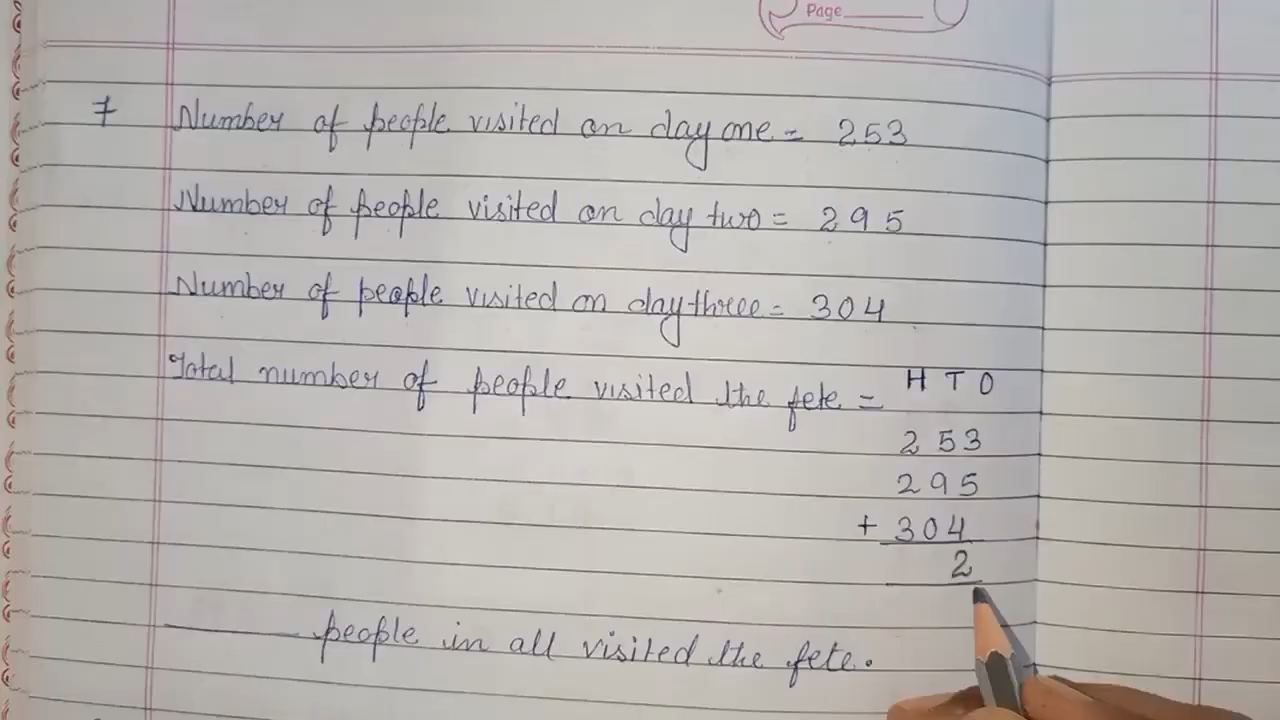 Page
7 Number of people visited on day one = 253
Number of people visited on day two = 295
Number of people visited on day three = 304
Total number of people visited the fete = H T O
253
295
+ 304
2
people in all visited the fete.